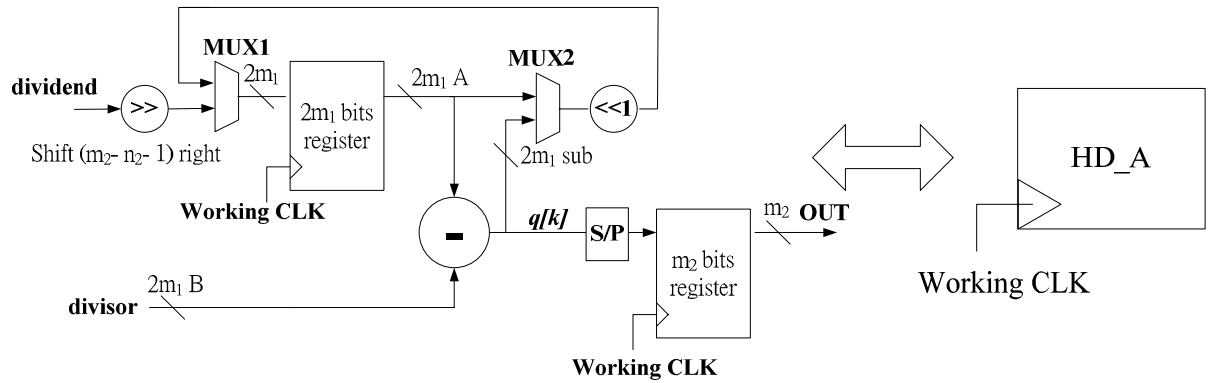 MUX1
2m₁
dividend
>>
Shift (m₂- n₂- 1) right
2m₁ bits
register
Working CLK
2m₁ A
MUX2
<<1
2m₁ sub
-
q[k]
S/P
m₂ bits
register
m₂ OUT
Working CLK
2m₁ B
divisor
HD_A
Working CLK